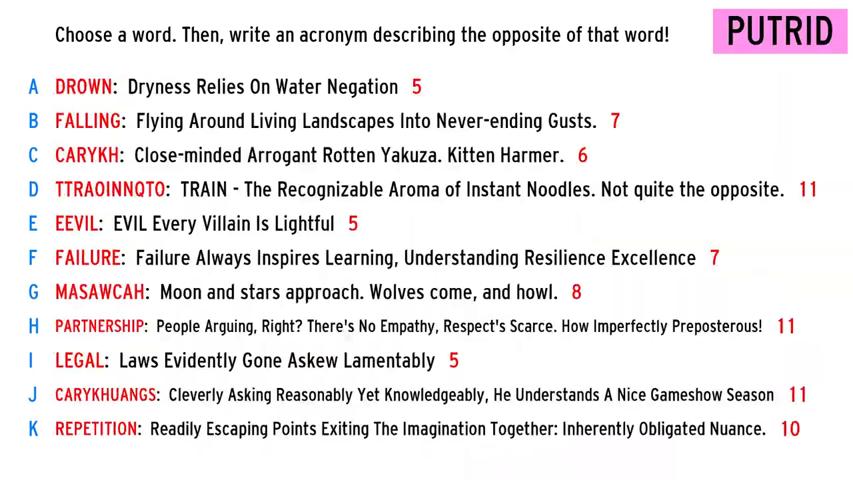 Choose a word. Then, write an acronym describing the opposite of that word!
PUTRID
A DROWN: Dryness Relies On Water Negation 5
B FALLING: Flying Around Living Landscapes Into Never-ending Gusts. 7
C CARYKH: Close-minded Arrogant Rotten Yakuza. Kitten Harmer. 6
D TTRAOINNQTO: TRAIN - The Recognizable Aroma of Instant Noodles. Not quite the opposite. 11
E EEVIL: EVIL Every Villain Is Lightful 5
F FAILURE: Failure Always Inspires Learning, Understanding Resilience Excellence 7
G MASAWCAH: Moon and stars approach. Wolves come, and howl. 8
H PARTNERSHIP: People Arguing, Right? There's No Empathy, Respect's Scarce. How Imperfectly Preposterous! 11
I LEGAL: Laws Evidently Gone Askew Lamentably 5
J CARYKHUANGS: Cleverly Asking Reasonably Yet Knowledgeably, He Understands A Nice Gameshow Season 11
K REPETITION: Readily Escaping Points Exiting The Imagination Together: Inherently Obligated Nuance. 10